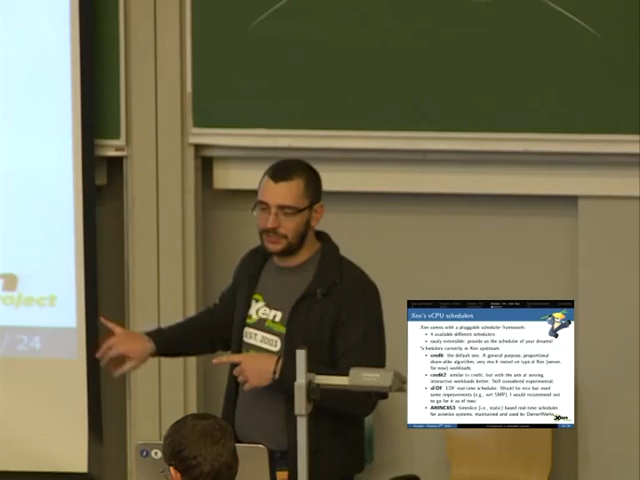 n
roject
/ 24
Xen
EST. 2003
Xen's vCPU schedulers
Xen comes with a pluggable scheduler framework:
4 available different schedulers
easily extensible: provide us the scheduler of your dreams!
Schedulers currently in Xen upstream
credit the default one. A general purpose, proportional
share-like algorithm, very much tested on typical Xen (server,
for now) workloads.
credit2 similar to credit, but with the aim at serving
interactive workloads better. Still considered experimental.
sEDF EDF real-time scheduler. Would be nice but need
some improvements (e.g., wrt SMP). I would recommend not
to go for it as of now.
ARINC653 timeslice (i.e., static) based real-time scheduler
for avionics systems, maintained and used by DornerWorks.
Xen